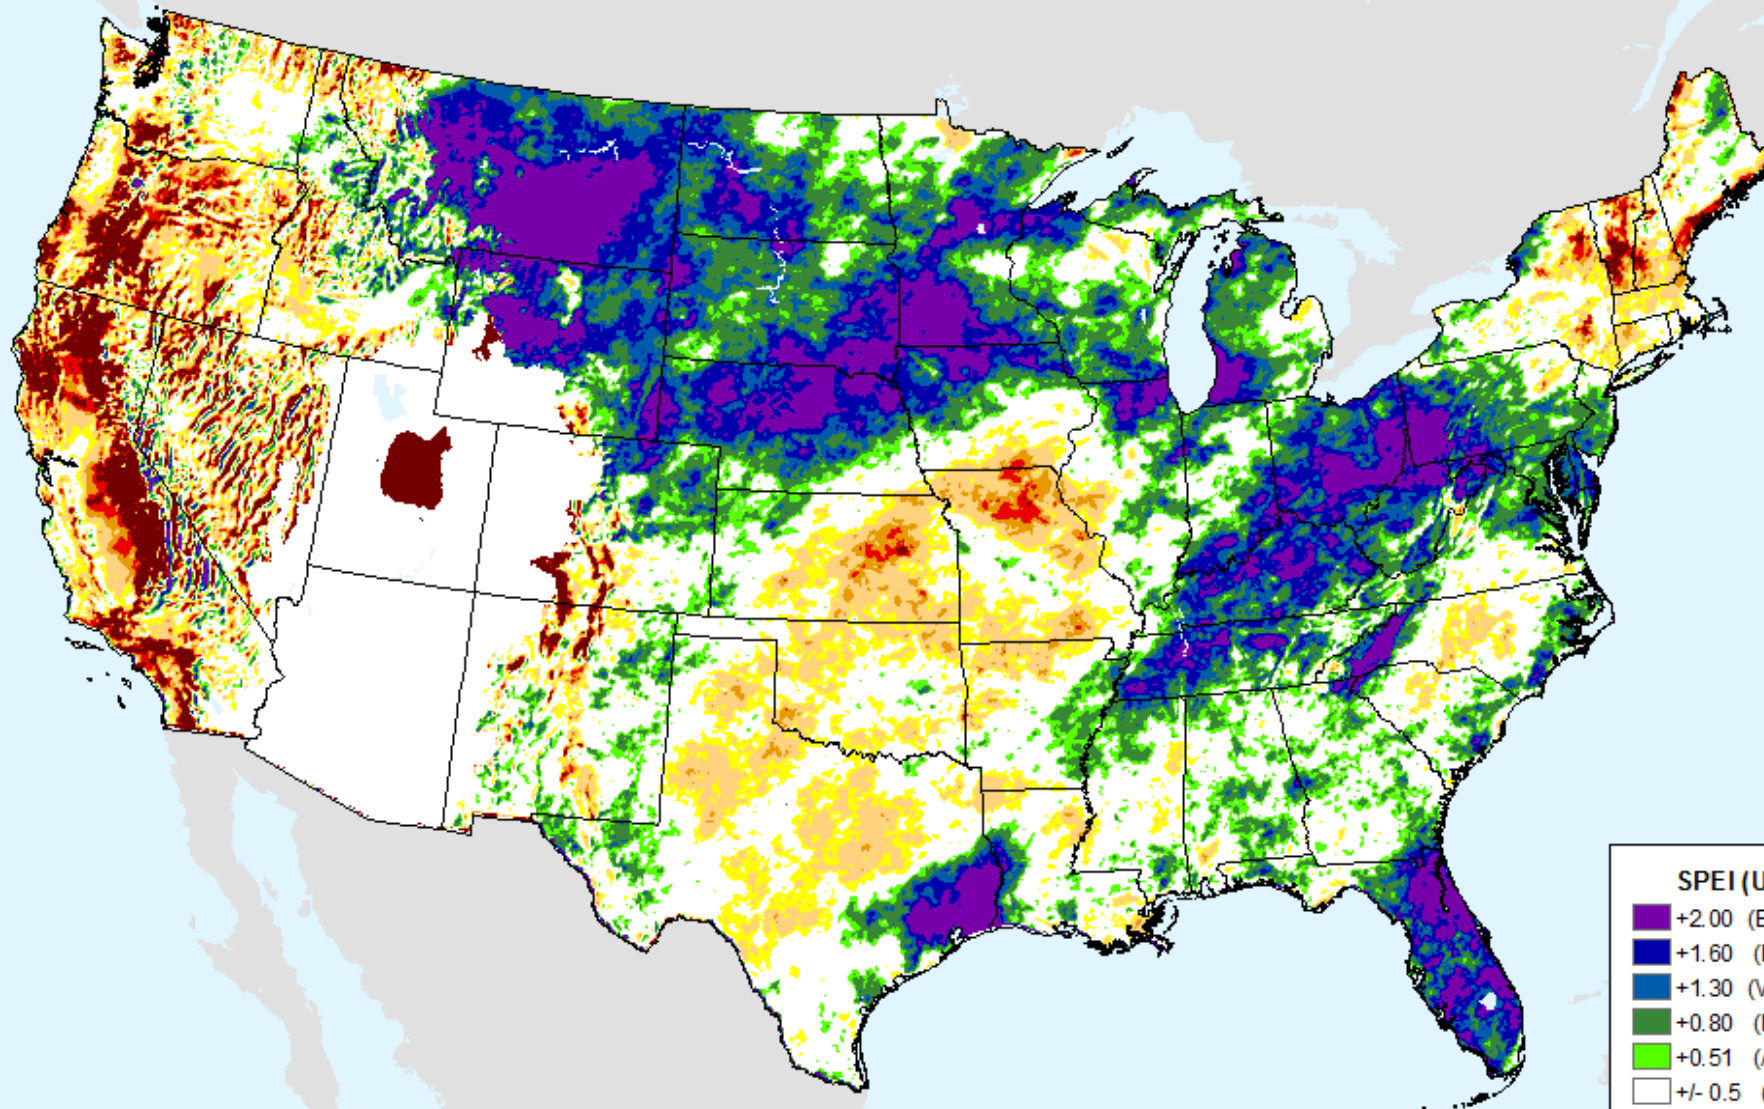 SPEI (U
+2.00 (E
+1.60 (
+1.30 (V
+0.80 (
+0.51 (
+/- 0.5 (